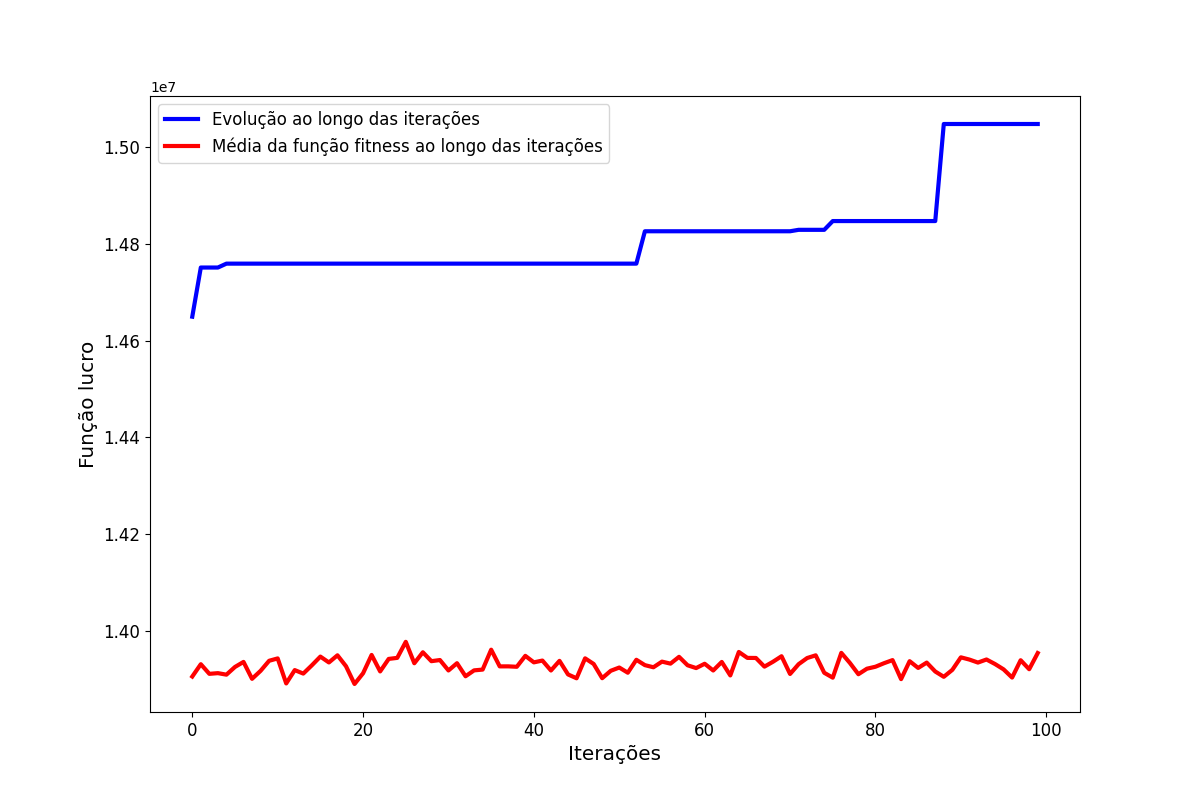 1e7
Evolução ao longo das iterações
Média da função fitness ao longo das iterações
1.50
1.48
1.46
1.44
1.42
1.40
Função lucro
0 20 40 60 80 100
Iterações